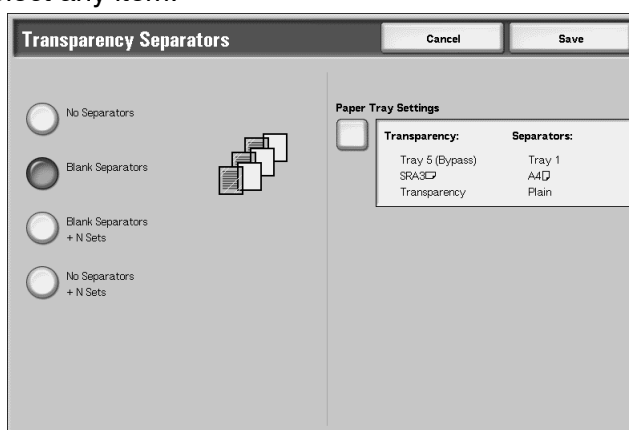 Transparency Separators
Cancel
Save
No Separators
Blank Separators
Blank Separators
+ N Sets
No Separators
+ N Sets
Paper Tray Settings
Transparency: Separators:
Tray 5 (Bypass) Tray 1
SRA3 A4
Transparency Plain